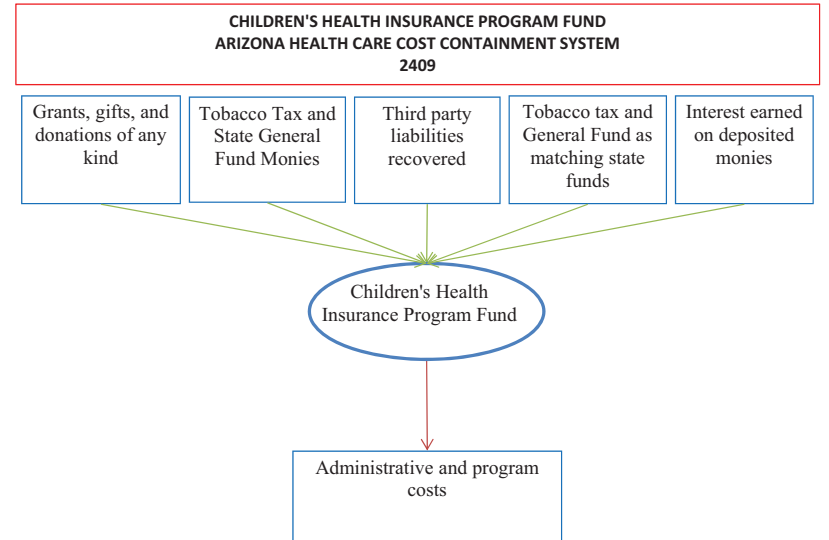 CHILDREN'S HEALTH INSURANCE PROGRAM FUND
ARIZONA HEALTH CARE COST CONTAINMENT SYSTEM
2409
Grants, gifts, and
donations of any
kind
Tobacco Tax and
State General
Fund Monies
Third party
liabilities
recovered
Tobacco tax and
General Fund as
matching state
funds
Interest earned
on deposited
monies
Children's Health
Insurance Program Fund
Administrative and program
costs